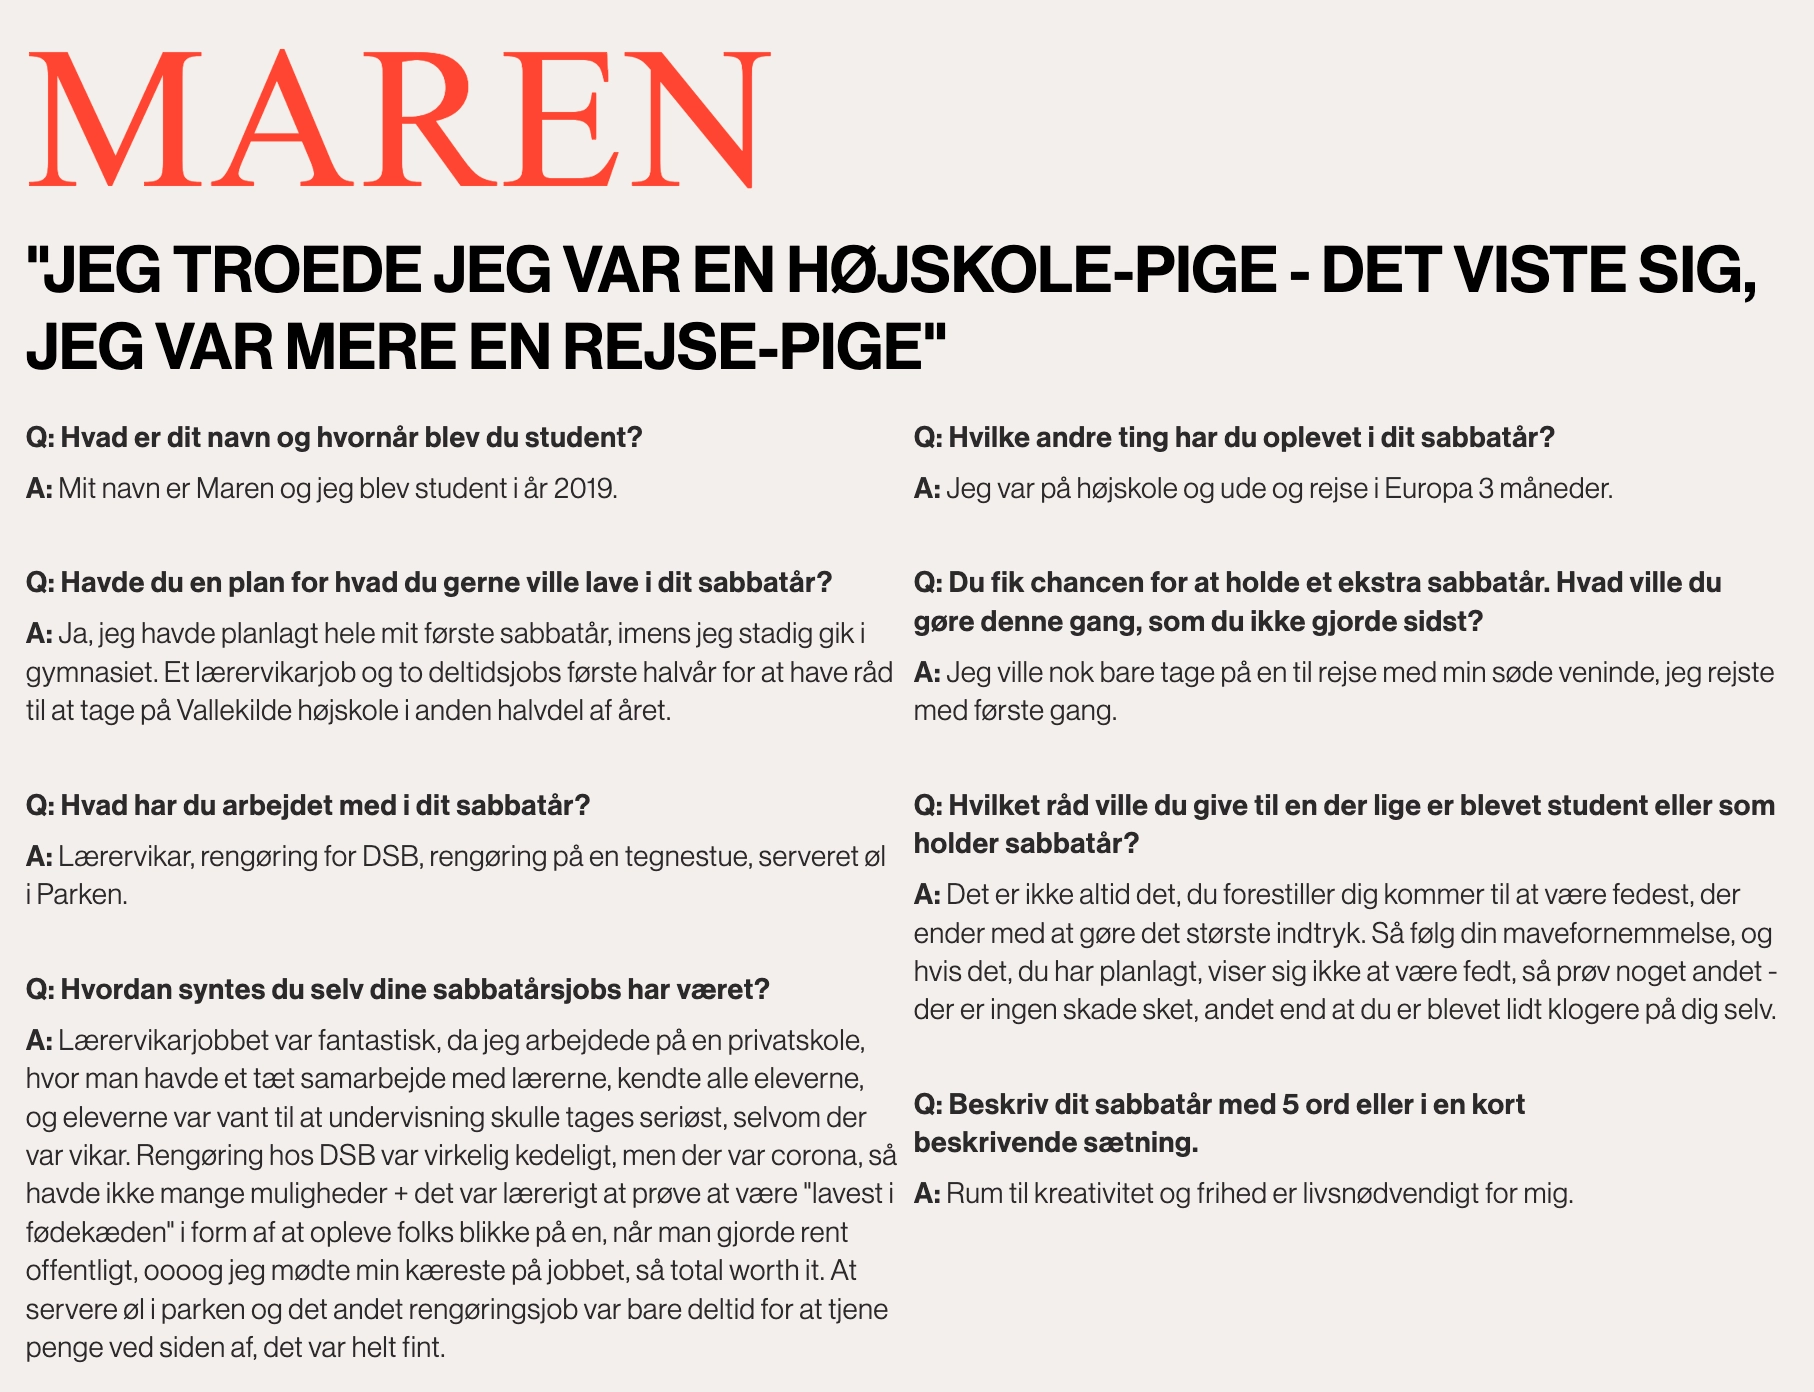 MAREN
"JEG TROEDE JEG VAR EN HØJSKOLE-PIGE - DET VISTE SIG,
JEG VAR MERE EN REJSE-PIGE"
Q: Hvad er dit navn og hvornår blev du student?
A: Mit navn er Maren og jeg blev student i år 2019.
Q: Havde du en plan for hvad du gerne ville lave i dit sabbatår?
A: Ja, jeg havde planlagt hele mit første sabbatår, imens jeg stadig gik i
gymnasiet. Et lærervikarjob og to deltidsjobs første halvår for at have råd
til at tage på Vallekilde højskole i anden halvdel af året.
Q: Hvad har du arbejdet med i dit sabbatår?
A: Lærervikar, rengøring for DSB, rengøring på en tegnestue, serveret øl
i Parken.
Q: Hvordan syntes du selv dine sabbatårsjobs har været?
A: Lærervikarjobbet var fantastisk, da jeg arbejdede på en privatskole,
hvor man havde et tæt samarbejde med lærerne, kendte alle eleverne,
og eleverne var vant til at undervisning skulle tages seriøst, selvom der
var vikar. Rengøring hos DSB var virkelig kedeligt, men der var corona, så
havde ikke mange muligheder + det var lærerigt at prøve at være "lavest i
fødekæden" i form af at opleve folks blikke på en, når man gjorde rent
offentligt, oooog jeg mødte min kæreste på jobbet, så total worth it. At
servere øl i parken og det andet rengøringsjob var bare deltid for at tjene
penge ved siden af, det var helt fint.
Q: Hvilke andre ting har du oplevet i dit sabbatår?
A: Jeg var på højskole og ude og rejse i Europa 3 måneder.
Q: Du fik chancen for at holde et ekstra sabbatår. Hvad ville du
gøre denne gang, som du ikke gjorde sidst?
A: Jeg ville nok bare tage på en til rejse med min søde veninde, jeg rejste
med første gang.
Q: Hvilket råd ville du give til en der lige er blevet student eller som
holder sabbatår?
A: Det er ikke altid det, du forestiller dig kommer til at være fedest, der
ender med at gøre det største indtryk. Så følg din mavefornemmelse, og
hvis det, du har planlagt, viser sig ikke at være fedt, så prøv noget andet -
der er ingen skade sket, andet end at du er blevet lidt klogere på dig selv.
Q: Beskriv dit sabbatår med 5 ord eller i en kort
beskrivende sætning.
A: Rum til kreativitet og frihed er livsnødvendigt for mig.